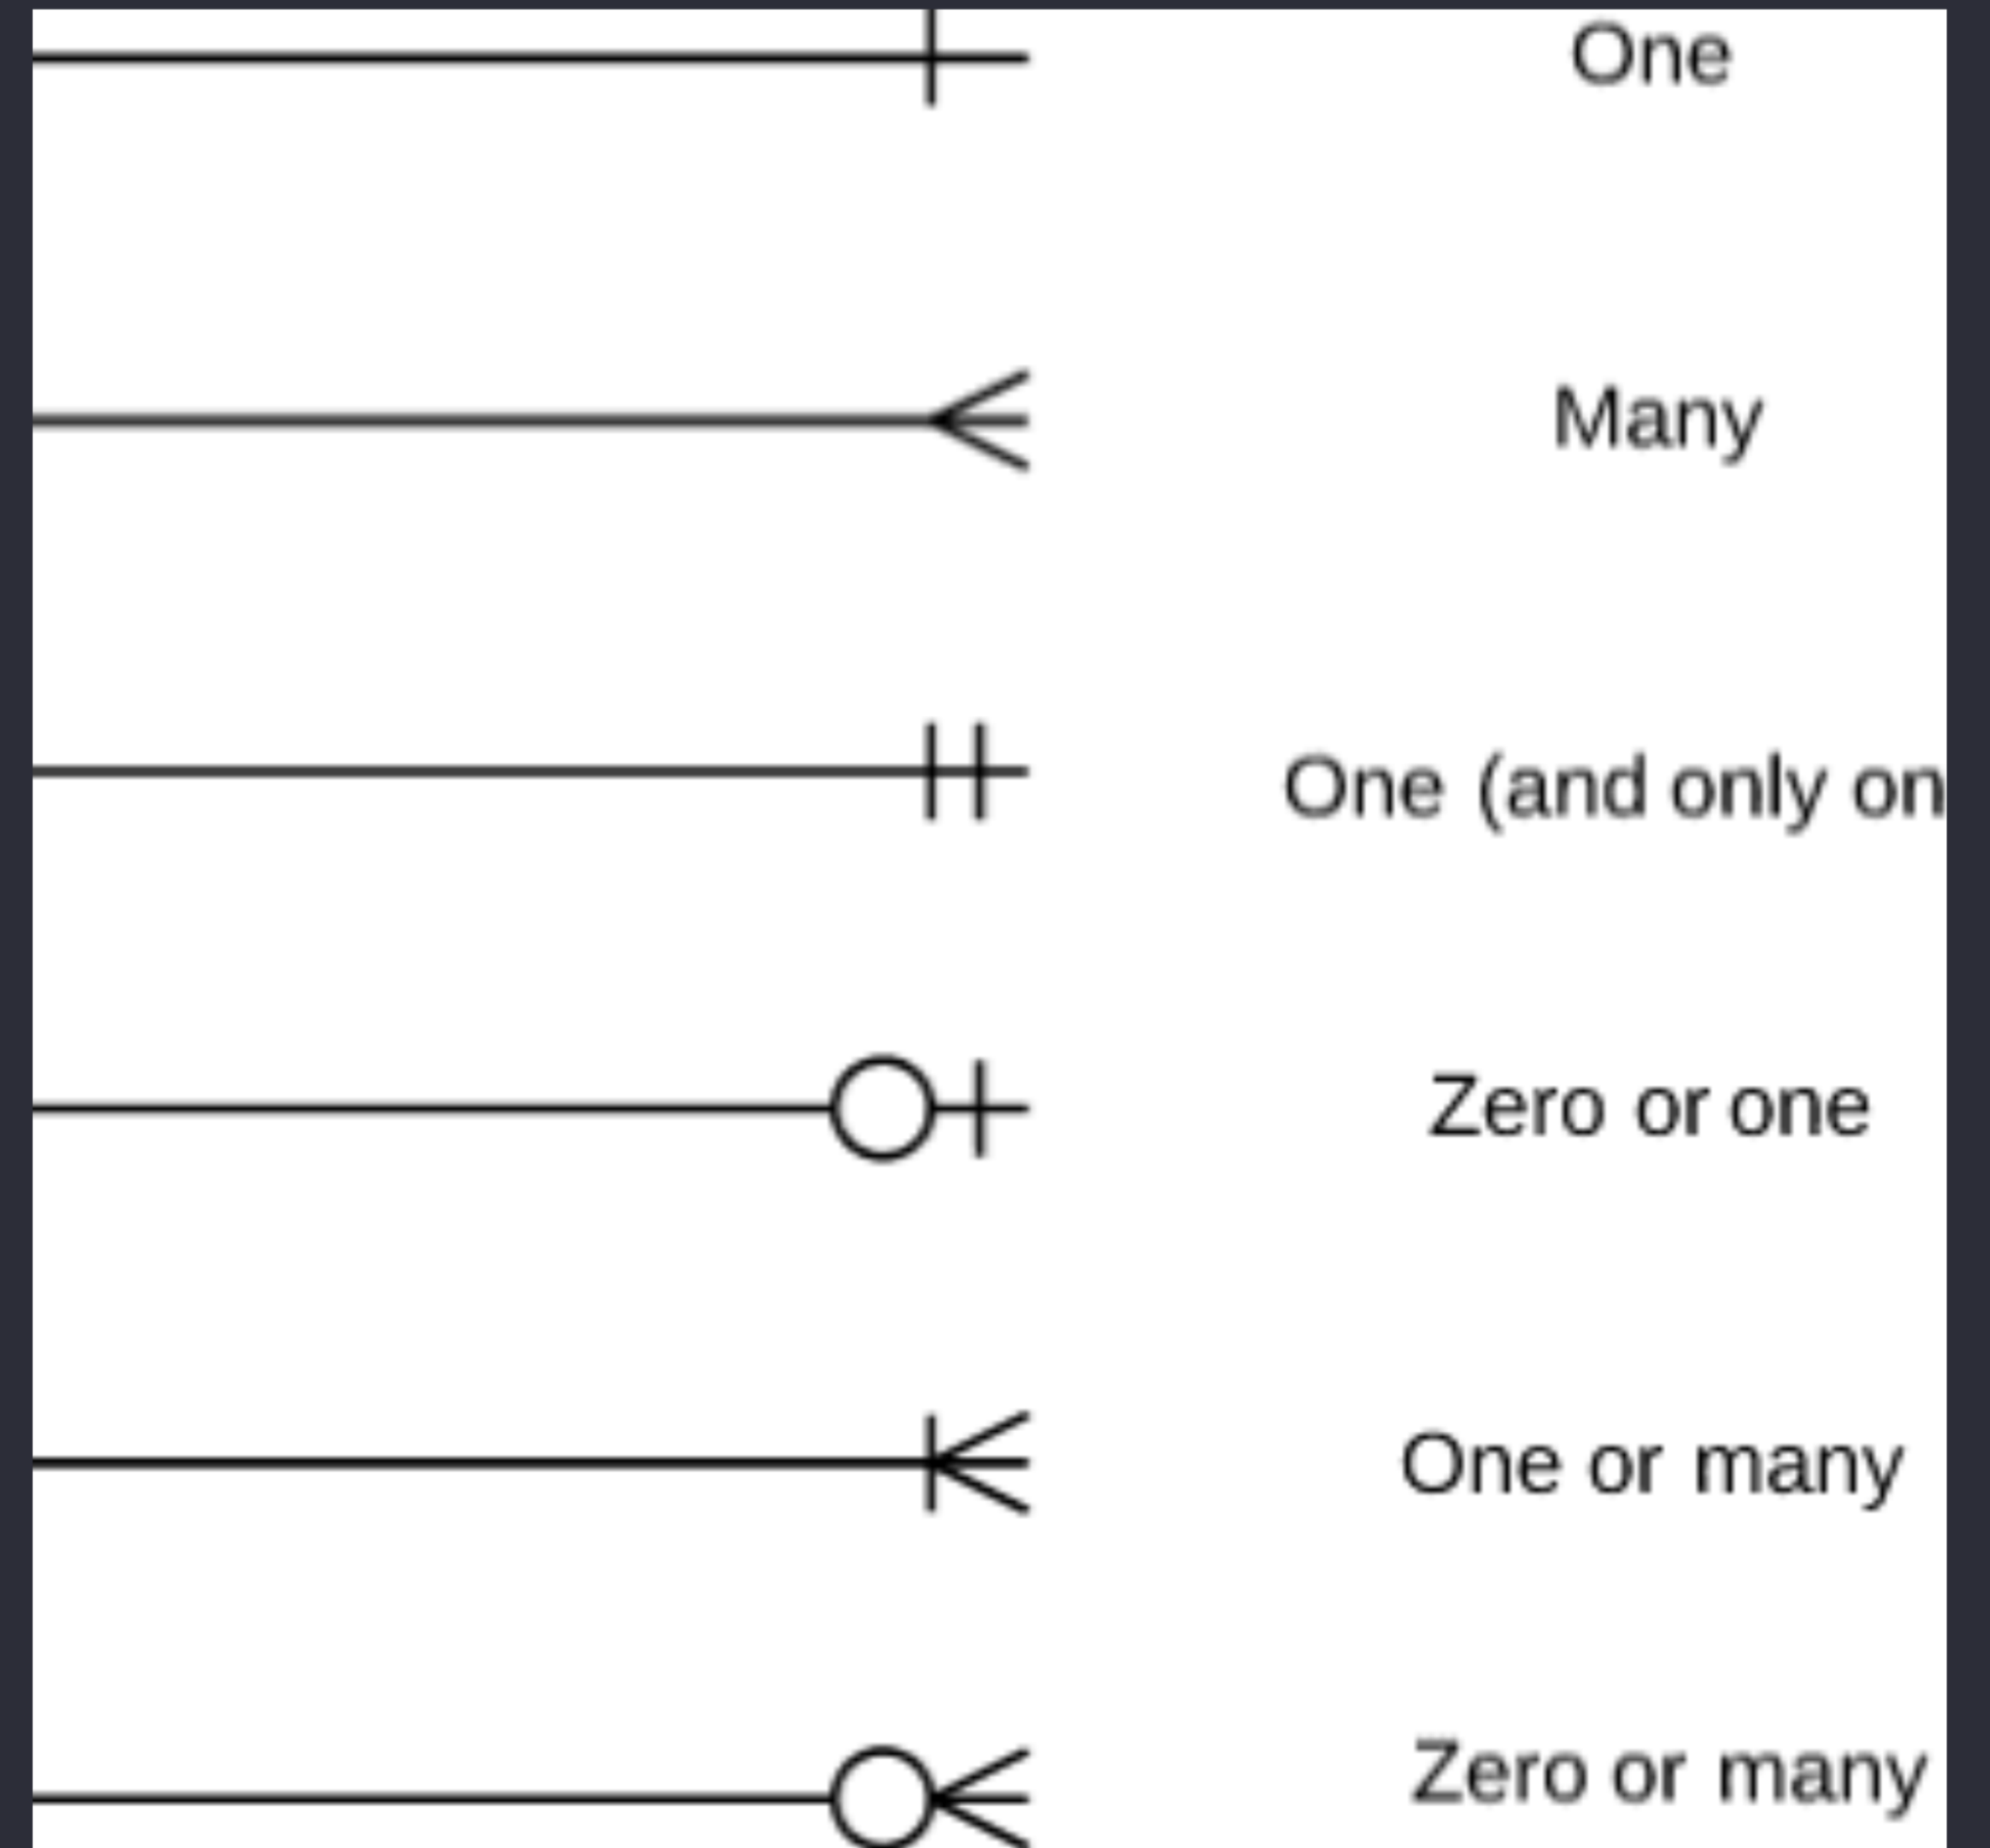 One
Many
One (and only on
Zero or one
One or many
Zero or many